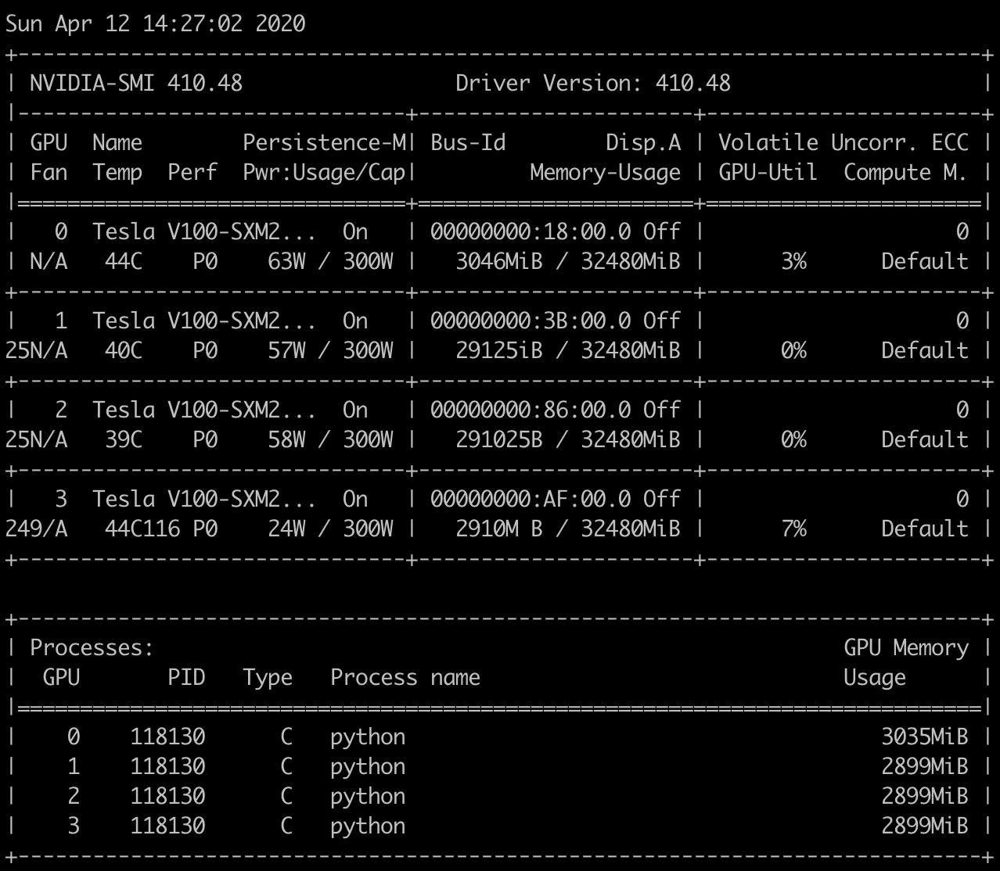 Sun Apr 12 14:27:02 2020
+-----------------------------------------------------------------------------+
| NVIDIA-SMI 410.48                 Driver Version: 410.48                    |
|-------------------------------+----------------------+----------------------+
| GPU  Name        Persistence-M| Bus-Id        Disp.A | Volatile Uncorr. ECC |
| Fan  Temp  Perf  Pwr:Usage/Cap|         Memory-Usage | GPU-Util  Compute M. |
|===============================+======================+======================|
|   0  Tesla V100-SXM2...  On   | 00000000:18:00.0 Off |                    0 |
| N/A   44C    P0    63W / 300W |   3046MiB / 32480MiB |      3%      Default |
+-------------------------------+----------------------+----------------------+
|   1  Tesla V100-SXM2...  On   | 00000000:3B:00.0 Off |                    0 |
25N/A   40C    P0    57W / 300W |   29125iB / 32480MiB |      0%      Default |
+-------------------------------+----------------------+----------------------+
|   2  Tesla V100-SXM2...  On   | 00000000:86:00.0 Off |                    0 |
25N/A   39C    P0    58W / 300W |   291025B / 32480MiB |      0%      Default |
+-------------------------------+----------------------+----------------------+
|   3  Tesla V100-SXM2...  On   | 00000000:AF:00.0 Off |                    0 |
249/A   44C116 P0    24W / 300W |   2910M B / 32480MiB |      7%      Default |
+-------------------------------+----------------------+----------------------+

+-----------------------------------------------------------------------------+
| Processes:                                                       GPU Memory |
|  GPU       PID   Type   Process name                             Usage      |
|=============================================================================|
|    0    118130      C   python                                      3035MiB |
|    1    118130      C   python                                      2899MiB |
|    2    118130      C   python                                      2899MiB |
|    3    118130      C   python                                      2899MiB |
+-----------------------------------------------------------------------------+